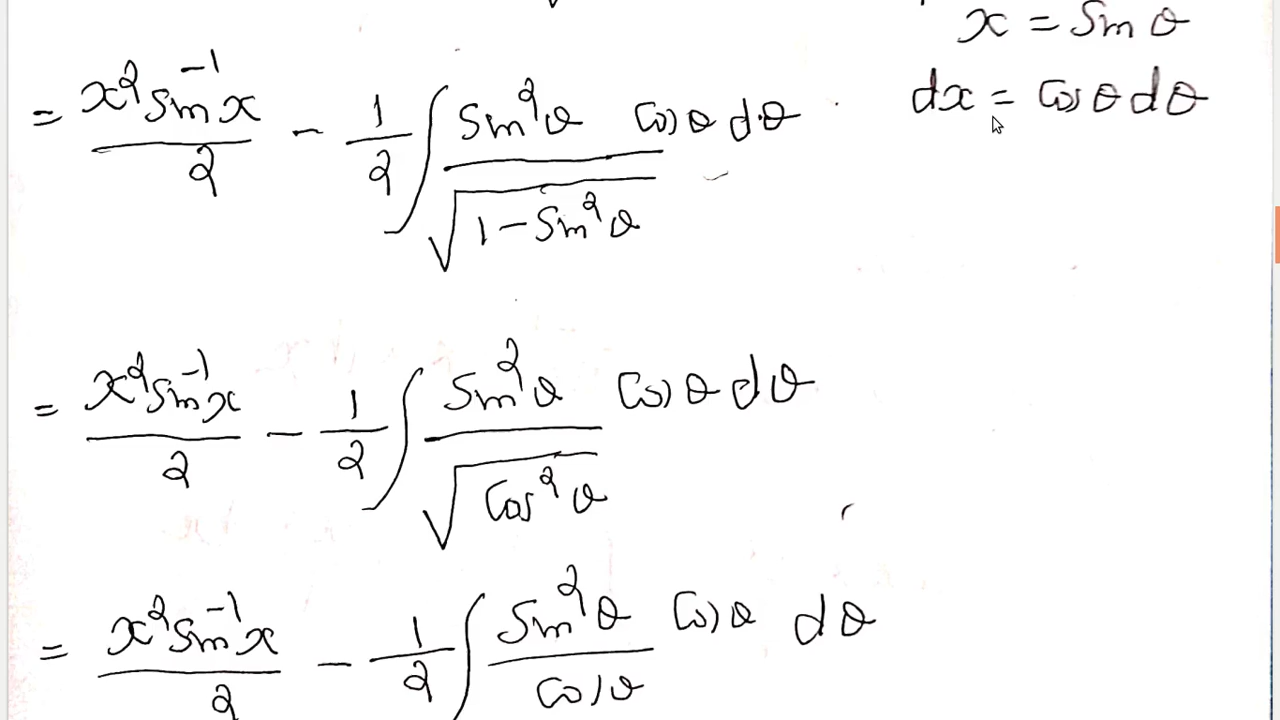 x = Sin θ
dx = Cos θ dθ
= x² sin⁻¹x / 2 − 1/2 ∫ Sin²θ / √(1 − Sin²θ) Cos θ d·θ
= x² sin⁻¹x / 2 − 1/2 ∫ Sin²θ / √(Cos²θ) Cos θ dθ
= x² sin⁻¹x / 2 − 1/2 ∫ Sin²θ / Cos θ Cos θ dθ